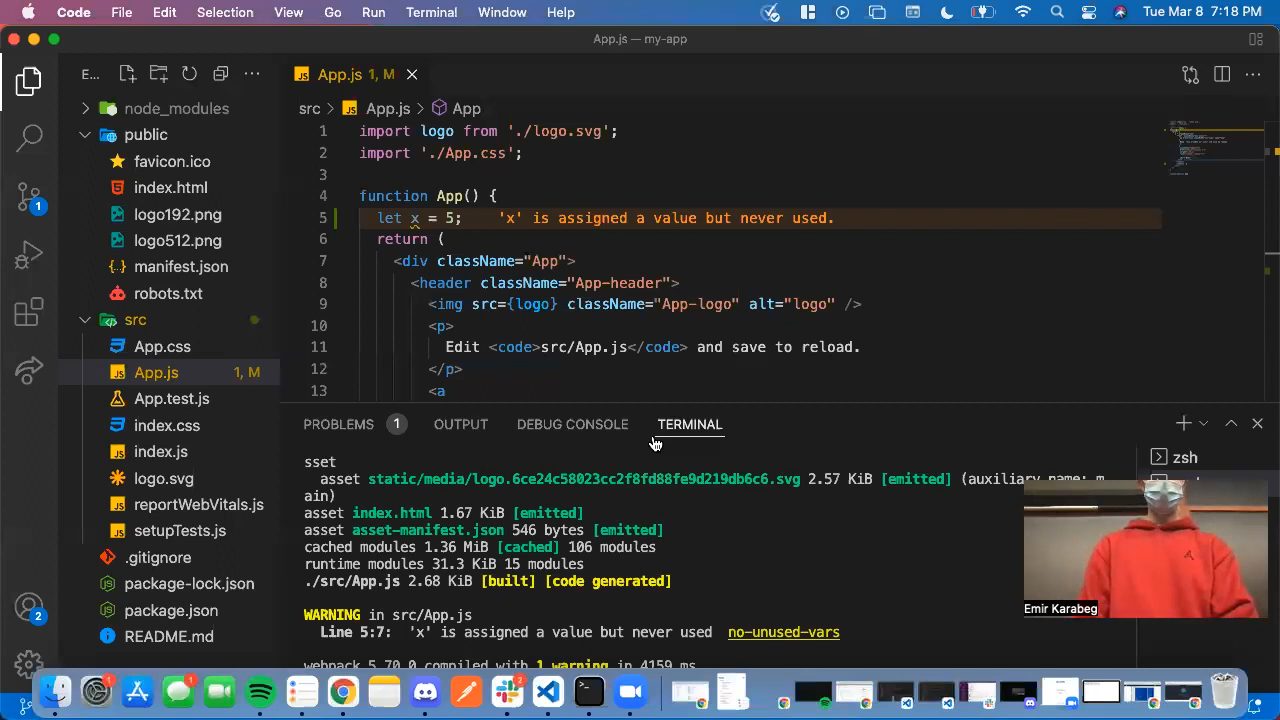 Code File Edit Selection View Go Run Terminal Window Help Tue Mar 8 7:18 PM
App.js — my-app
E... App.js 1, M
src App.js App
node_modules
public
favicon.ico
index.html
logo192.png
logo512.png
manifest.json
robots.txt
src
App.css
App.js 1, M
App.test.js
index.css
index.js
logo.svg
reportWebVitals.js
setupTests.js
.gitignore
package-lock.json
package.json
README.md
1
2
1 import logo from './logo.svg';
2 import './App.css';
3
4 function App() {
5 let x = 5; 'x' is assigned a value but never used.
6 return (
7 <div className="App">
8 <header className="App-header">
9 <img src={logo} className="App-logo" alt="logo" />
10 <p>
11 Edit <code>src/App.js</code> and save to reload.
12 </p>
13 <a
PROBLEMS 1 OUTPUT DEBUG CONSOLE TERMINAL
sset
asset static/media/logo.6ce24c58023cc2f8fd88fe9d219db6c6.svg 2.57 KiB [emitted] (auxiliary name: m
ain)
asset index.html 1.67 KiB [emitted]
asset asset-manifest.json 546 bytes [emitted]
cached modules 1.36 MiB [cached] 106 modules
runtime modules 31.3 KiB 15 modules
./src/App.js 2.68 KiB [built] [code generated]
WARNING in src/App.js
Line 5:7: 'x' is assigned a value but never used no-unused-vars
webpack 5.70.0 compiled with 1 warning in 4159 ms
zsh
Emir Karabeg
1 1 1 2